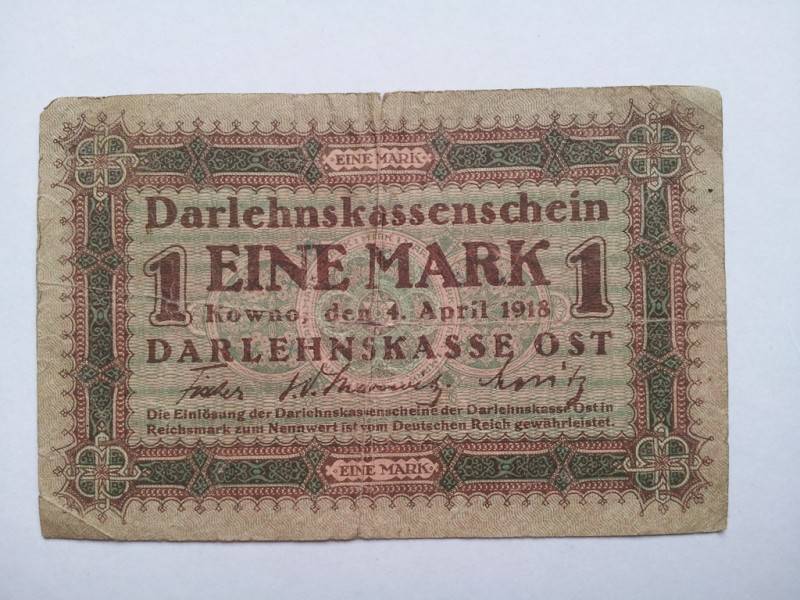 EINE MARK
Darlehnskassenschein
1 EINE MARK 1
Kowno, den 4. April 1918
DARLEHNSKASSE OST
Die Einlösung der Darlehnskassenscheine der Darlehnskasse Ost in
Reichsmark zum Nennwert ist vom Deutschen Reich gewährleistet.
EINE MARK